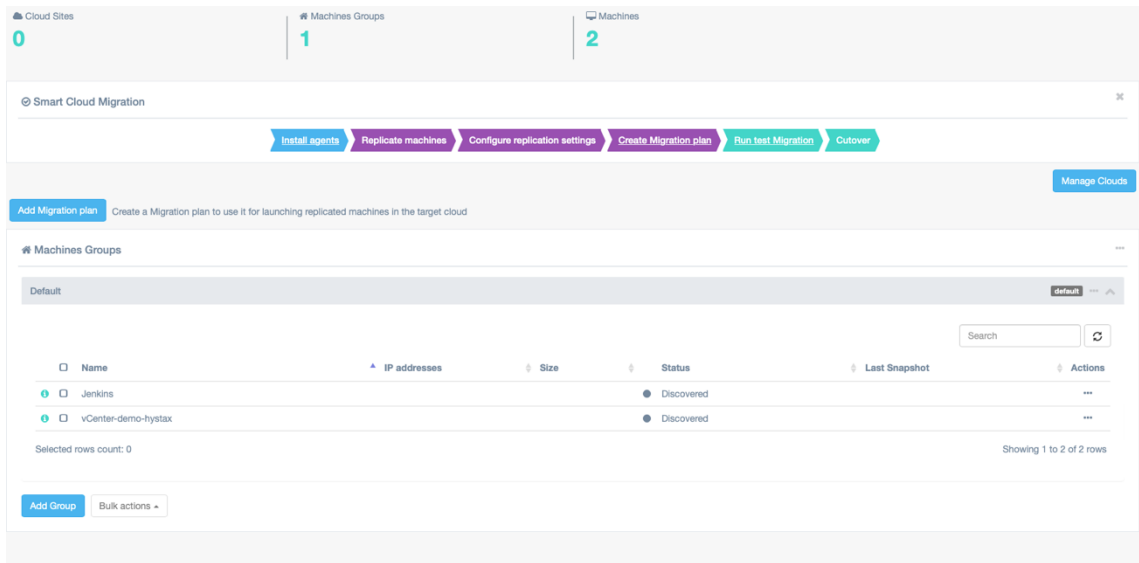 Cloud Sites
0
Machines Groups
1
Machines
2
Smart Cloud Migration
Install agents Replicate machines Configure replication settings Create Migration plan Run test Migration Cutover
Manage Clouds
Add Migration plan Create a Migration plan to use it for launching replicated machines in the target cloud
Machines Groups
Default default
Search
Name IP addresses Size Status Last Snapshot Actions
Jenkins Discovered
vCenter-demo-hystax Discovered
Selected rows count: 0 Showing 1 to 2 of 2 rows
Add Group Bulk actions